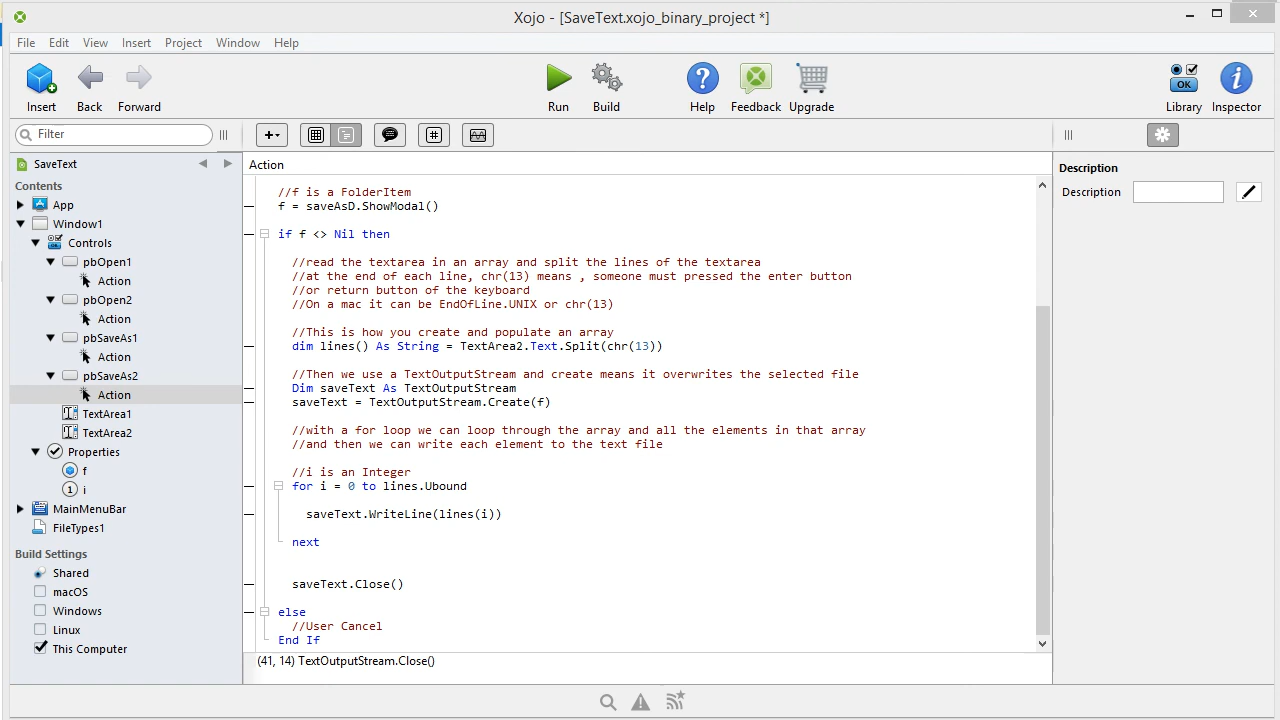 Xojo - [SaveText.xojo_binary_project *]
File Edit View Insert Project Window Help
Insert Back Forward Run Build Help Feedback Upgrade OK Library Inspector
Filter
SaveText
Contents
App
Window1
Controls
pbOpen1
Action
pbOpen2
Action
pbSaveAs1
Action
pbSaveAs2
Action
TextArea1
TextArea2
Properties
f
i
MainMenuBar
FileTypes1
Build Settings
Shared
macOS
Windows
Linux
This Computer
Action
//f is a FolderItem
f = saveAsD.ShowModal()
if f <> Nil then
//read the textarea in an array and split the lines of the textarea
//at the end of each line, chr(13) means , someone must pressed the enter button
//or return button of the keyboard
//On a mac it can be EndOfLine.UNIX or chr(13)
//This is how you create and populate an array
dim lines() As String = TextArea2.Text.Split(chr(13))
//Then we use a TextOutputStream and create means it overwrites the selected file
Dim saveText As TextOutputStream
saveText = TextOutputStream.Create(f)
//with a for loop we can loop through the array and all the elements in that array
//and then we can write each element to the text file
//i is an Integer
for i = 0 to lines.Ubound
saveText.WriteLine(lines(i))
next
saveText.Close()
else
//User Cancel
End If
(41, 14) TextOutputStream.Close()
Description
Description